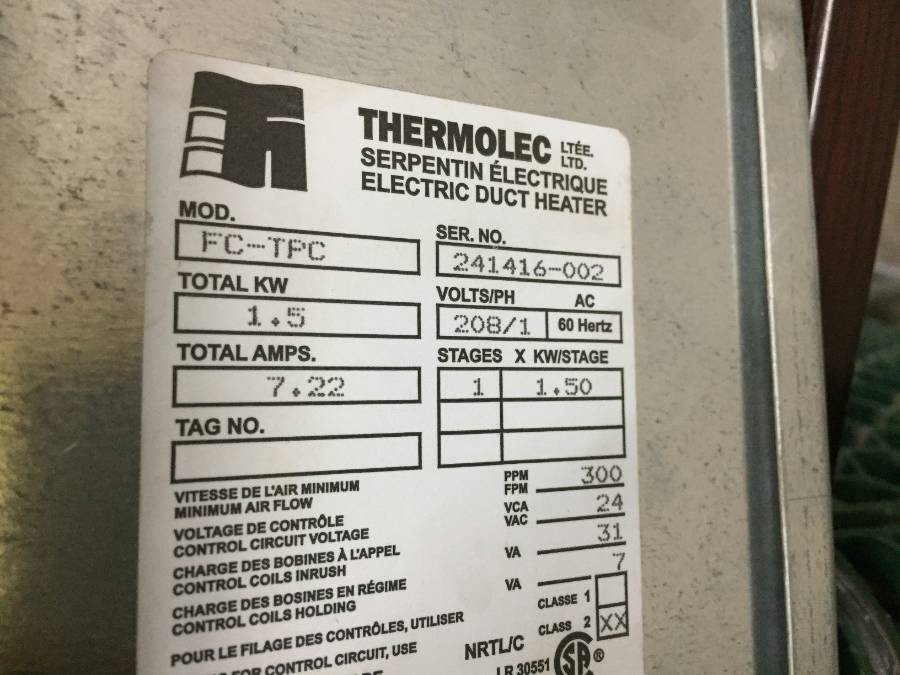 THERMOLEC LTÉE. LTD.
SERPENTIN ÉLECTRIQUE
ELECTRIC DUCT HEATER
MOD.
FC-TPC
SER. NO.
241416-002
TOTAL KW
1.5
VOLTS/PH AC
208/1 60 Hertz
TOTAL AMPS.
7.22
STAGES X KW/STAGE
1 1.50
TAG NO.
VITESSE DE L'AIR MINIMUM PPM
MINIMUM AIR FLOW FPM 300
VOLTAGE DE CONTRÔLE VCA
CONTROL CIRCUIT VOLTAGE VAC 24
CHARGE DES BOBINES À L'APPEL
CONTROL COILS INRUSH VA 31
CHARGE DES BOSINES EN RÉGIME
CONTROL COILS HOLDING VA 7
CLASSE 1
CLASS 2 XX
POUR LE FILAGE DES CONTRÔLES, UTILISER
FOR CONTROL CIRCUIT, USE
NRTL/C
LR 30551
SA ®